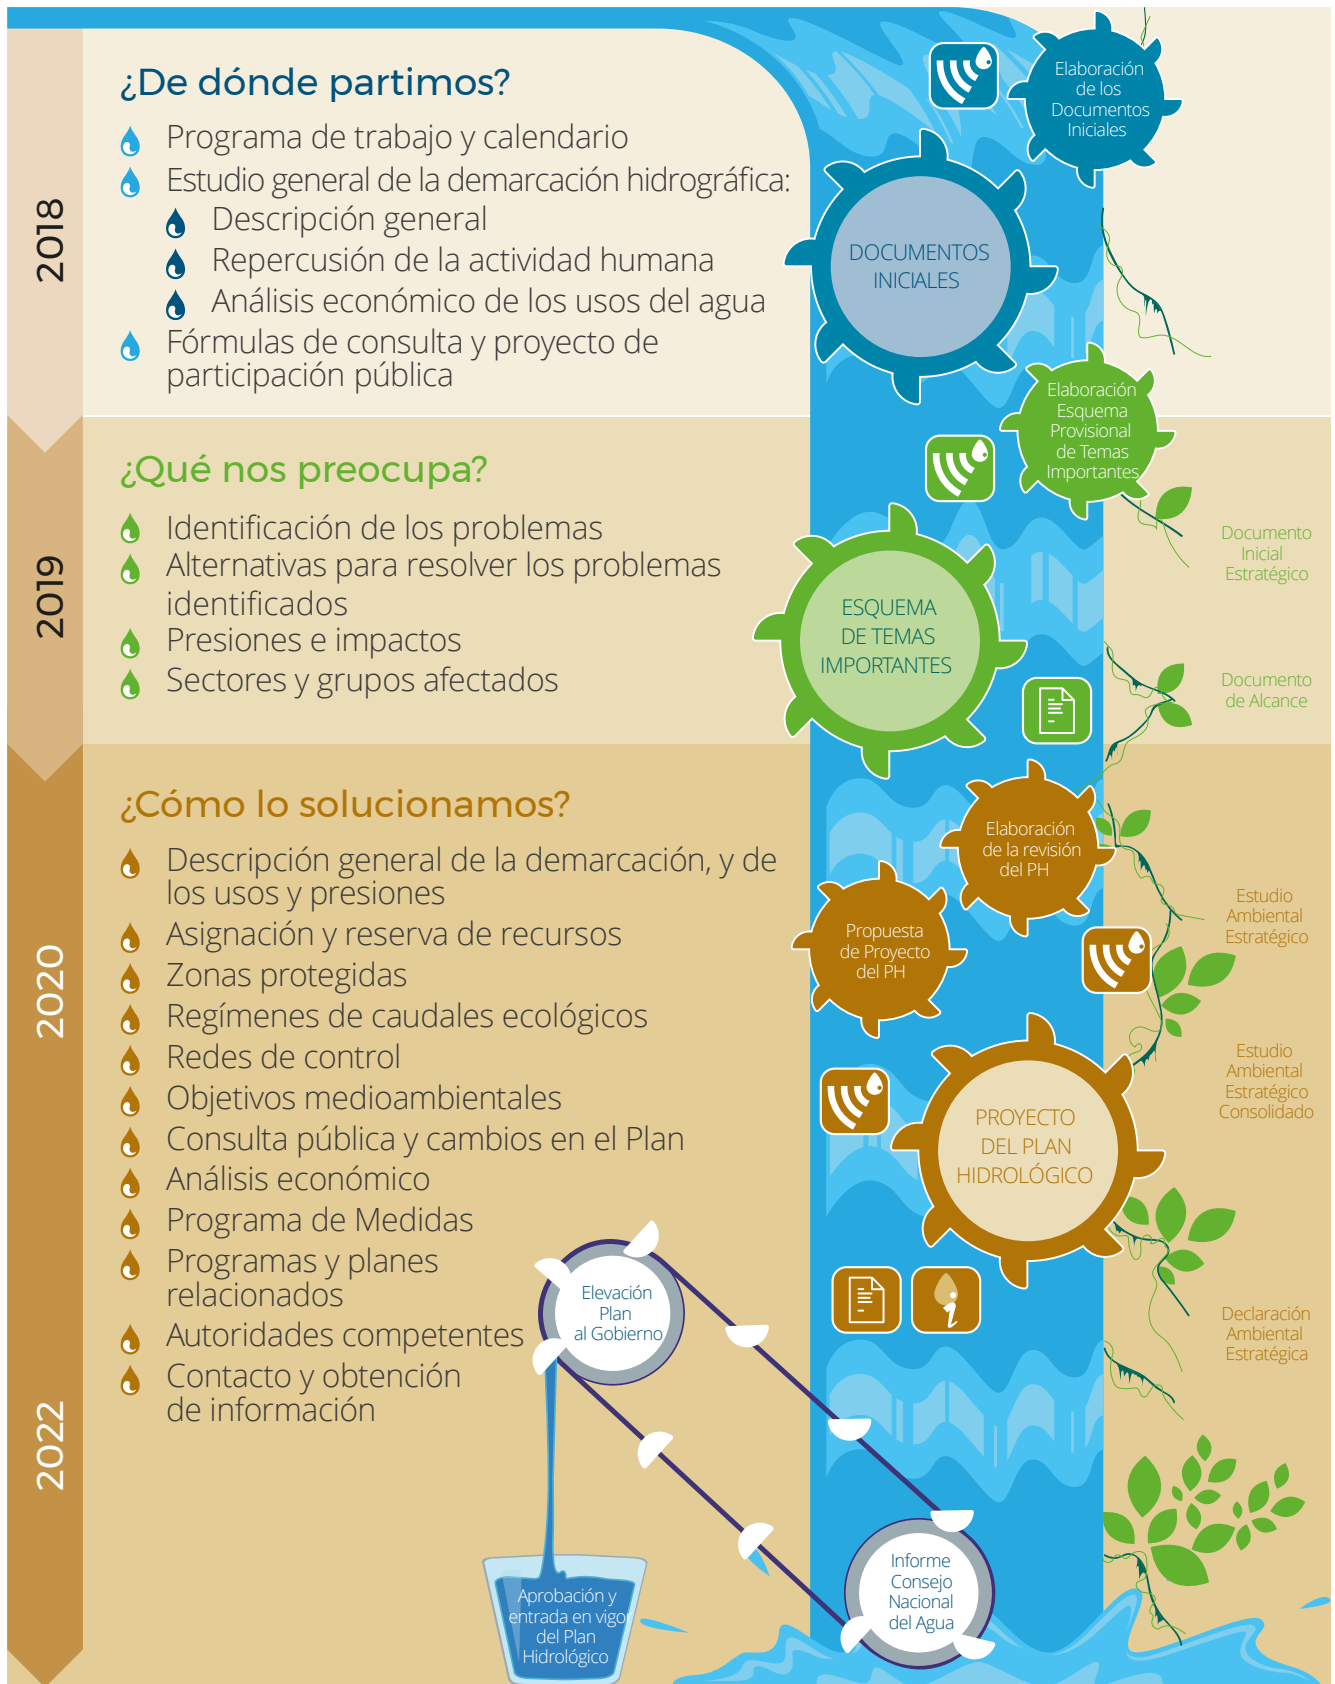 2018
¿De dónde partimos?
Programa de trabajo y calendario
Estudio general de la demarcación hidrográfica:
Descripción general
Repercusión de la actividad humana
Análisis económico de los usos del agua
Fórmulas de consulta y proyecto de
participación pública
Elaboración
de los
Documentos
Iniciales
DOCUMENTOS
INICIALES
2019
¿Qué nos preocupa?
Identificación de los problemas
Alternativas para resolver los problemas
identificados
Presiones e impactos
Sectores y grupos afectados
Elaboración
Esquema
Provisional
de Temas
Importantes
ESQUEMA
DE TEMAS
IMPORTANTES
Documento
Inicial
Estratégico
Documento
de Alcance
2020
¿Cómo lo solucionamos?
Descripción general de la demarcación, y de
los usos y presiones
Asignación y reserva de recursos
Zonas protegidas
Regímenes de caudales ecológicos
Redes de control
Objetivos medioambientales
Consulta pública y cambios en el Plan
Análisis económico
Programa de Medidas
Programas y planes
relacionados
Autoridades competentes
Contacto y obtención
de información
Elaboración
de la revisión
del PH
Propuesta
de Proyecto
del PH
Estudio
Ambiental
Estratégico
PROYECTO
DEL PLAN
HIDROLÓGICO
Estudio
Ambiental
Estratégico
Consolidado
Declaración
Ambiental
Estratégica
2022
Elevación
Plan
al Gobierno
Informe
Consejo
Nacional
del Agua
Aprobación y
entrada en vigor
del Plan
Hidrológico